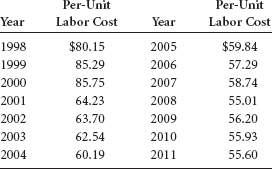 Per-Unit Per-Unit
Year Labor Cost Year Labor Cost
1998 $80.15 2005 $59.84
1999 85.29 2006 57.29
2000 85.75 2007 58.74
2001 64.23 2008 55.01
2002 63.70 2009 56.20
2003 62.54 2010 55.93
2004 60.19 2011 55.60